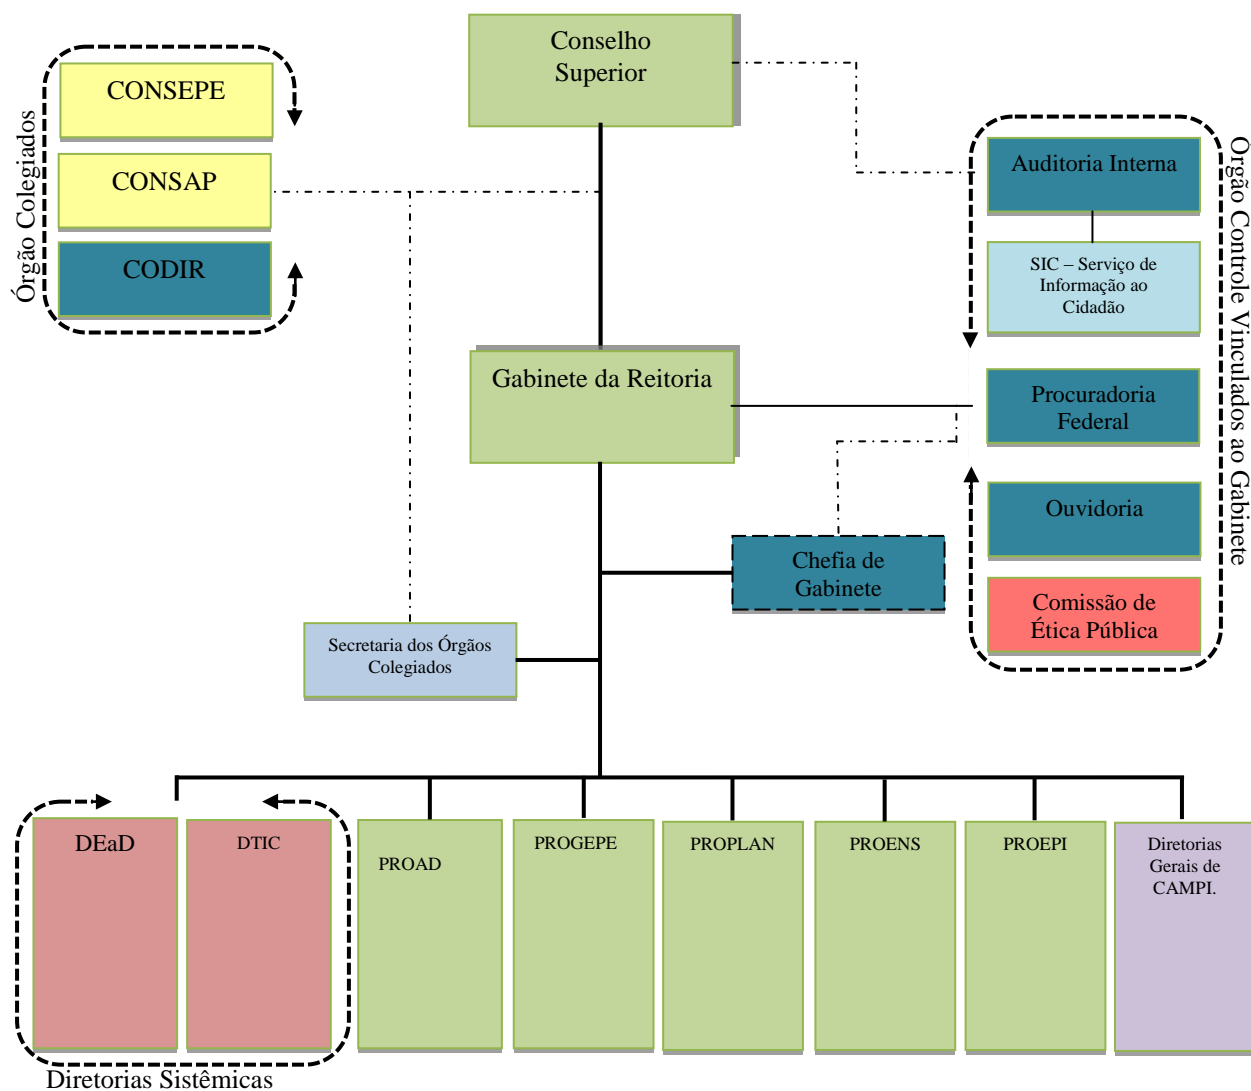 Conselho
Superior
Órgão Colegiados
CONSEPE
CONSAP
CODIR
Órgão Controle Vinculados ao Gabinete
Auditoria Interna
SIC – Serviço de
Informação ao
Cidadão
Gabinete da Reitoria
Procuradoria
Federal
Ouvidoria
Chefia de
Gabinete
Comissão de
Ética Pública
Secretaria dos Órgãos
Colegiados
DEaD
DTIC
PROAD
PROGEPE
PROPLAN
PROENS
PROEPI
Diretorias
Gerais de
CAMPI.
Diretorias Sistêmicas